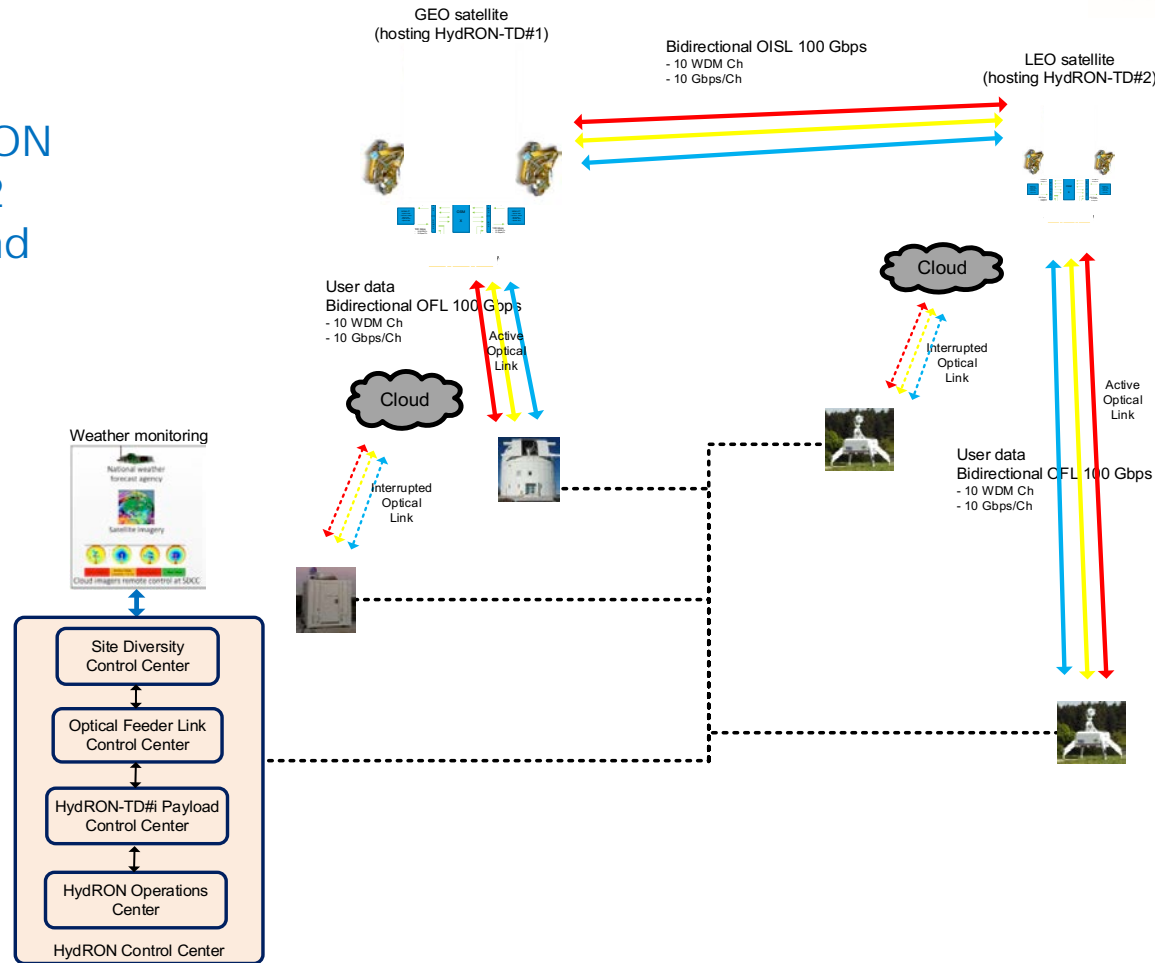 ON
2
nd
GEO satellite
(hosting HydRON-TD#1)
Bidirectional OISL 100 Gbps
- 10 WDM Ch
- 10 Gbps/Ch
LEO satellite
(hosting HydRON-TD#2)
User data
Bidirectional OFL 100 Gbps
- 10 WDM Ch
- 10 Gbps/Ch
Active
Optical
Link
Cloud
Interrupted
Optical
Link
Cloud
Interrupted
Optical
Link
Active
Optical
Link
User data
Bidirectional OFL 100 Gbps
- 10 WDM Ch
- 10 Gbps/Ch
Weather monitoring
National weather
forecast agency
Satellite imagery
Cloud imagers remote control at SDCC
Site Diversity
Control Center
Optical Feeder Link
Control Center
HydRON-TD#i Payload
Control Center
HydRON Operations
Center
HydRON Control Center